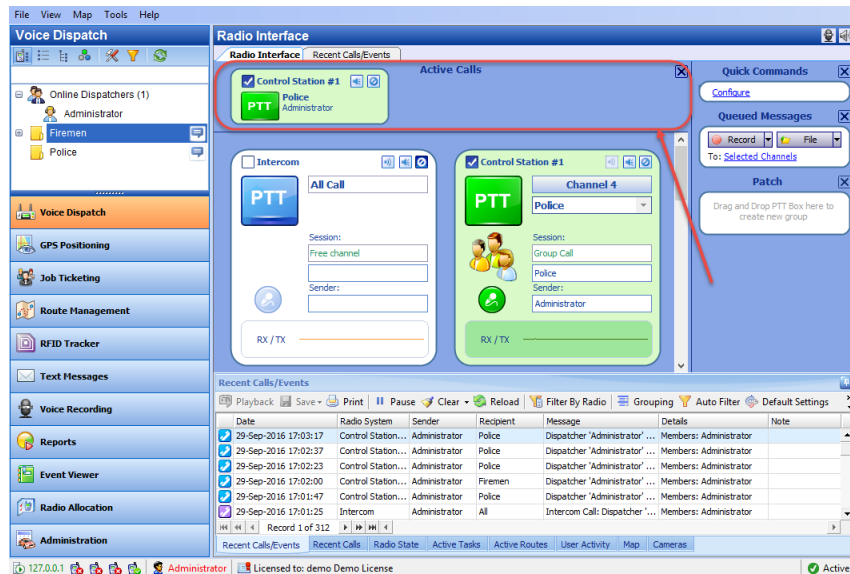 File View Map Tools Help
Voice Dispatch
Radio Interface
Radio Interface Recent Calls/Events
Active Calls
Control Station #1
PTT
Police
Administrator
Quick Commands
Configure
Queued Messages
Record File
To: Selected Channels
Patch
Drag and Drop PTT Box here to
create new group
Online Dispatchers (1)
Administrator
Firemen
Police
Voice Dispatch
GPS Positioning
Job Ticketing
Route Management
RFID Tracker
Text Messages
Voice Recording
Reports
Event Viewer
Radio Allocation
Administration
Intercom
PTT
All Call
Session:
Free channel
Sender:
RX / TX
Control Station #1
PTT
Channel 4
Police
Session:
Group Call
Police
Sender:
Administrator
RX / TX
Recent Calls/Events
Playback Save Print Pause Clear Reload Filter By Radio Grouping Auto Filter Default Settings
Date Radio System Sender Recipient Message Details Note
29-Sep-2016 17:03:17 Control Station... Administrator Police Dispatcher 'Administrator' ... Members: Administrator
29-Sep-2016 17:02:37 Control Station... Administrator Police Dispatcher 'Administrator' ... Members: Administrator
29-Sep-2016 17:02:23 Control Station... Administrator Police Dispatcher 'Administrator' ... Members: Administrator
29-Sep-2016 17:02:00 Control Station... Administrator Firemen Dispatcher 'Administrator' ... Members: Administrator
29-Sep-2016 17:01:47 Control Station... Administrator Police Dispatcher 'Administrator' ... Members: Administrator
29-Sep-2016 17:01:25 Intercom Administrator All Intercom Call: Dispatcher '... Members: Administrator
Record 1 of 312
Recent Calls/Events Recent Calls Radio State Active Tasks Active Routes User Activity Map Cameras
127.0.0.1 Administrator Licensed to: demo Demo License Active